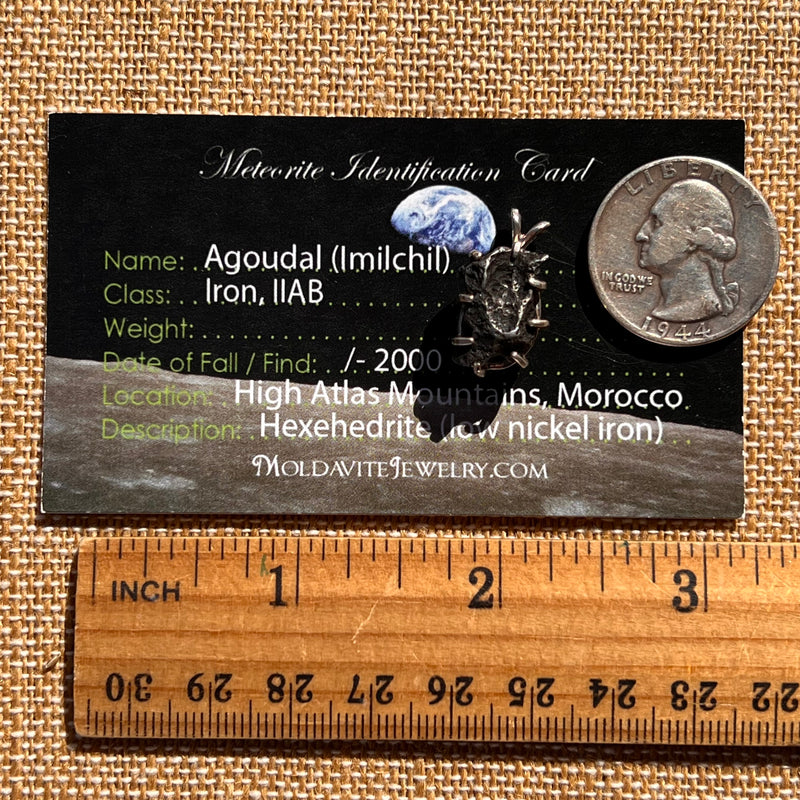 Meteorite Identification Card
Name: . . Agoudal (Imilchil)
Class: . . Iron, IIAB
Weight:
Date of Fall / Find: . . /- 2000
Location: . . High Atlas Mountains, Morocco
Description: . Hexehedrite (low nickel iron)
MOLDAVITEJEWELRY.COM
LIBERTY
IN GOD WE
TRUST
1944
INCH 1 2 3
30 29 28 27 26 25 24 23 22